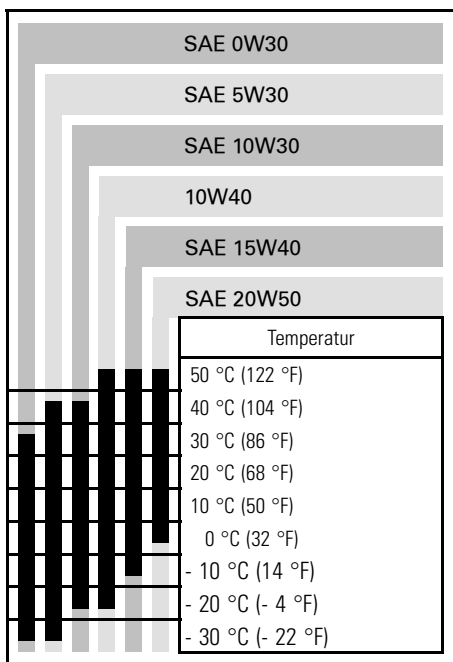 SAE 0W30
SAE 5W30
SAE 10W30
10W40
SAE 15W40
SAE 20W50
Temperatur
50 °C (122 °F)
40 °C (104 °F)
30 °C (86 °F)
20 °C (68 °F)
10 °C (50 °F)
0 °C (32 °F)
- 10 °C (14 °F)
- 20 °C (- 4 °F)
- 30 °C (- 22 °F)